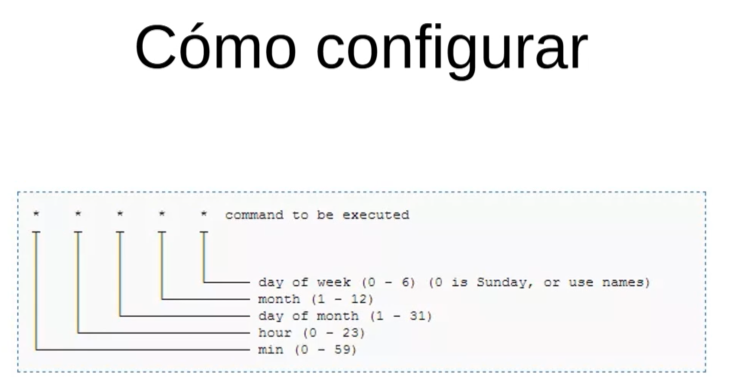 Cómo configurar
* * * * * command to be executed
day of week (0 - 6) (0 is Sunday, or use names)
month (1 - 12)
day of month (1 - 31)
hour (0 - 23)
min (0 - 59)